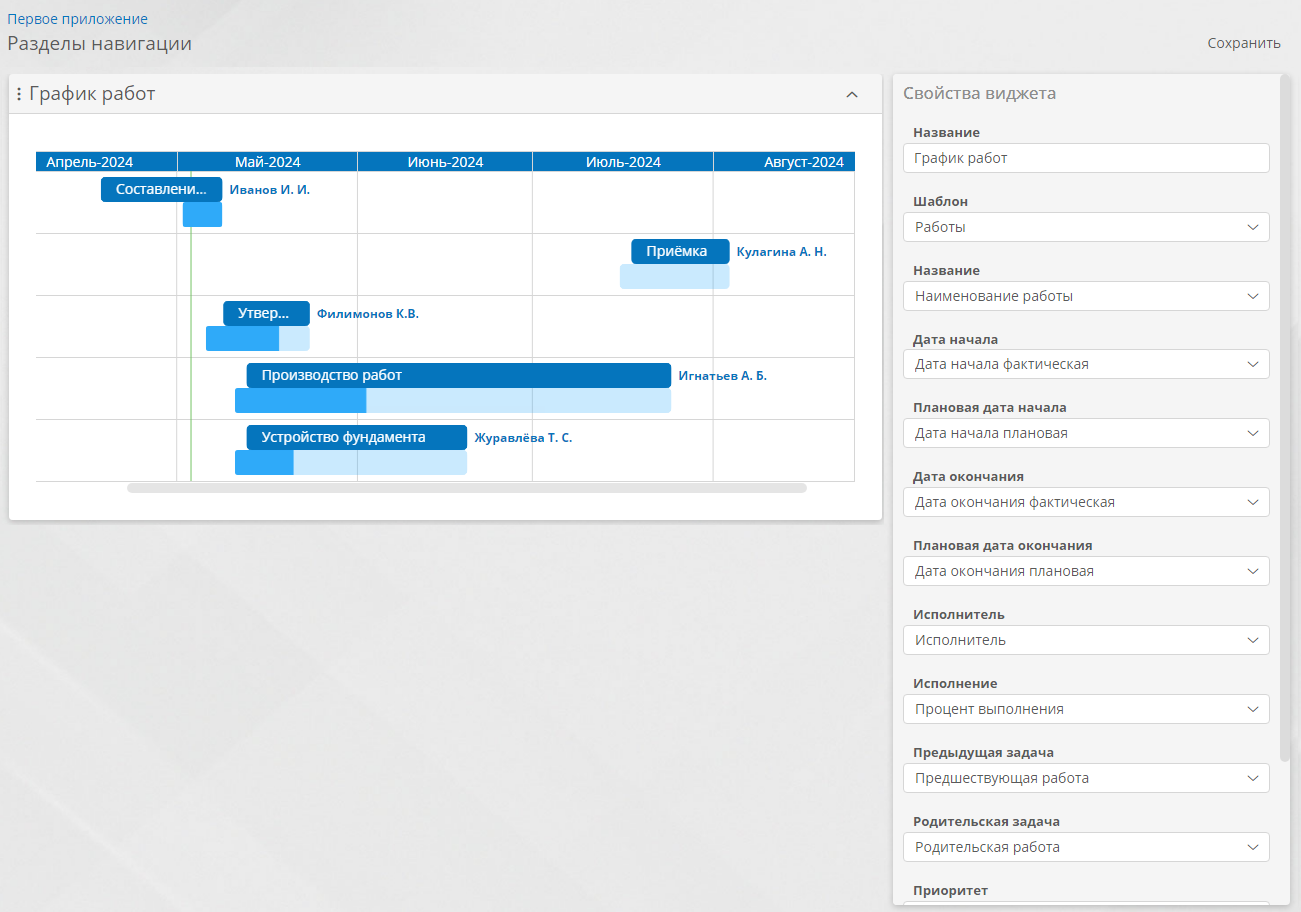 Первое приложение
Разделы навигации
Сохранить
График работ
Апрель-2024 Май-2024 Июнь-2024 Июль-2024 Август-2024
Составлени... Иванов И. И.
Приёмка Кулагина А. Н.
Утвер... Филимонов К.В.
Производство работ Игнатьев А. Б.
Устройство фундамента Журавлёва Т. С.
Свойства виджета
Название
График работ
Шаблон
Работы
Название
Наименование работы
Дата начала
Дата начала фактическая
Плановая дата начала
Дата начала плановая
Дата окончания
Дата окончания фактическая
Плановая дата окончания
Дата окончания плановая
Исполнитель
Исполнитель
Исполнение
Процент выполнения
Предыдущая задача
Предшествующая работа
Родительская задача
Родительская работа
Приоритет